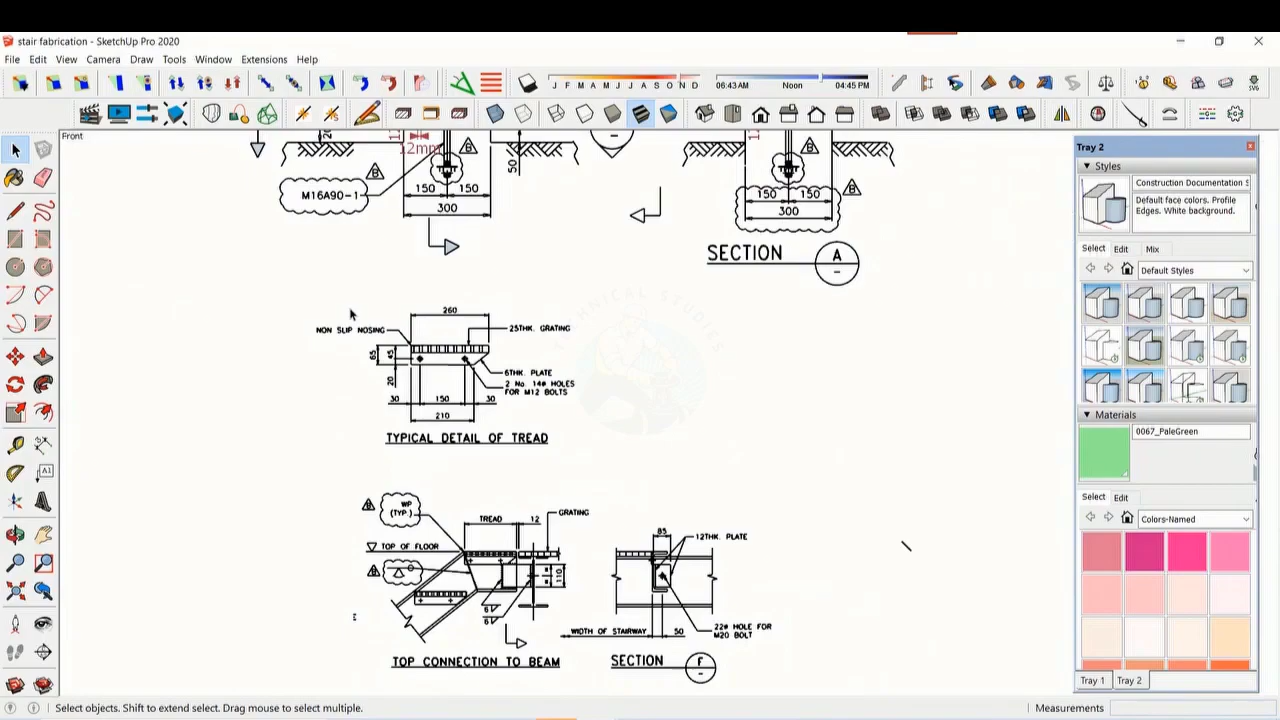 stair fabrication - SketchUp Pro 2020
File Edit View Camera Draw Tools Window Extensions Help
J F M A M J J A S O N D
06:43 AM Noon 04:45 PM
Front
12mm
50
B
B
B
B
M16A90-1
150 150
300
150 150
300
SECTION A
-
260
NON SLIP NOSING
25THK. GRATING
65
45
20
6THK. PLATE
2 No. 14ø HOLES
FOR M12 BOLTS
30 150 30
210
TYPICAL DETAIL OF TREAD
TECHNICAL STUDIES
B
WP
(TYP.)
TREAD 12 GRATING
TOP OF FLOOR
B
110
6
6
TOP CONNECTION TO BEAM
85
12THK. PLATE
WIDTH OF STAIRWAY 50
22ø HOLE FOR
M20 BOLT
SECTION F
-
Tray 2
Styles
Construction Documentation S
Default face colors. Profile
Edges. White background.
Select Edit Mix
Default Styles
Materials
0067_PaleGreen
Select Edit
Colors-Named
Tray 1 Tray 2
Select objects. Shift to extend select. Drag mouse to select multiple.
Measurements